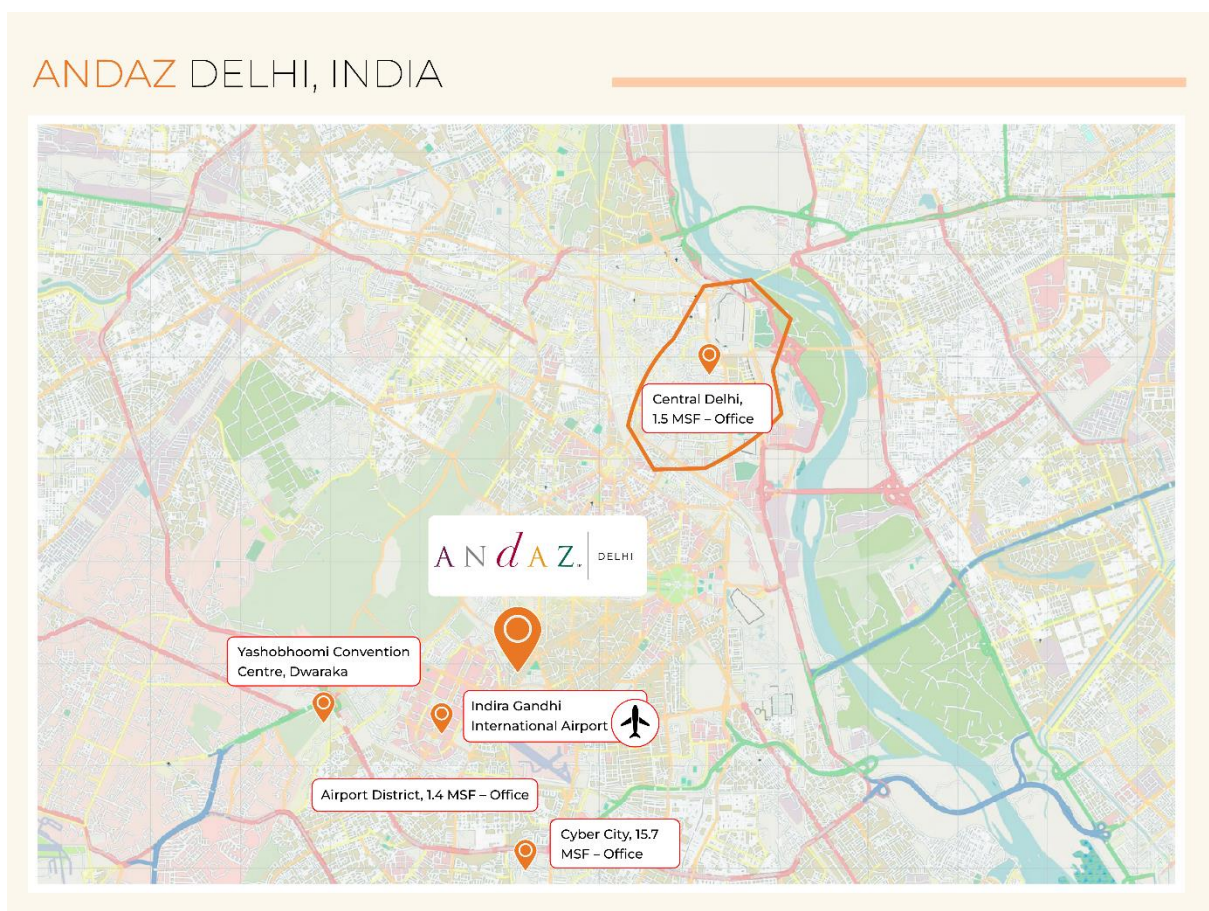 ANDAZ DELHI, INDIA
Central Delhi,
1.5 MSF – Office
ANdAZ DELHI
Yashobhoomi Convention
Centre, Dwaraka
Indira Gandhi
International Airport
Airport District, 1.4 MSF – Office
Cyber City, 15.7
MSF – Office